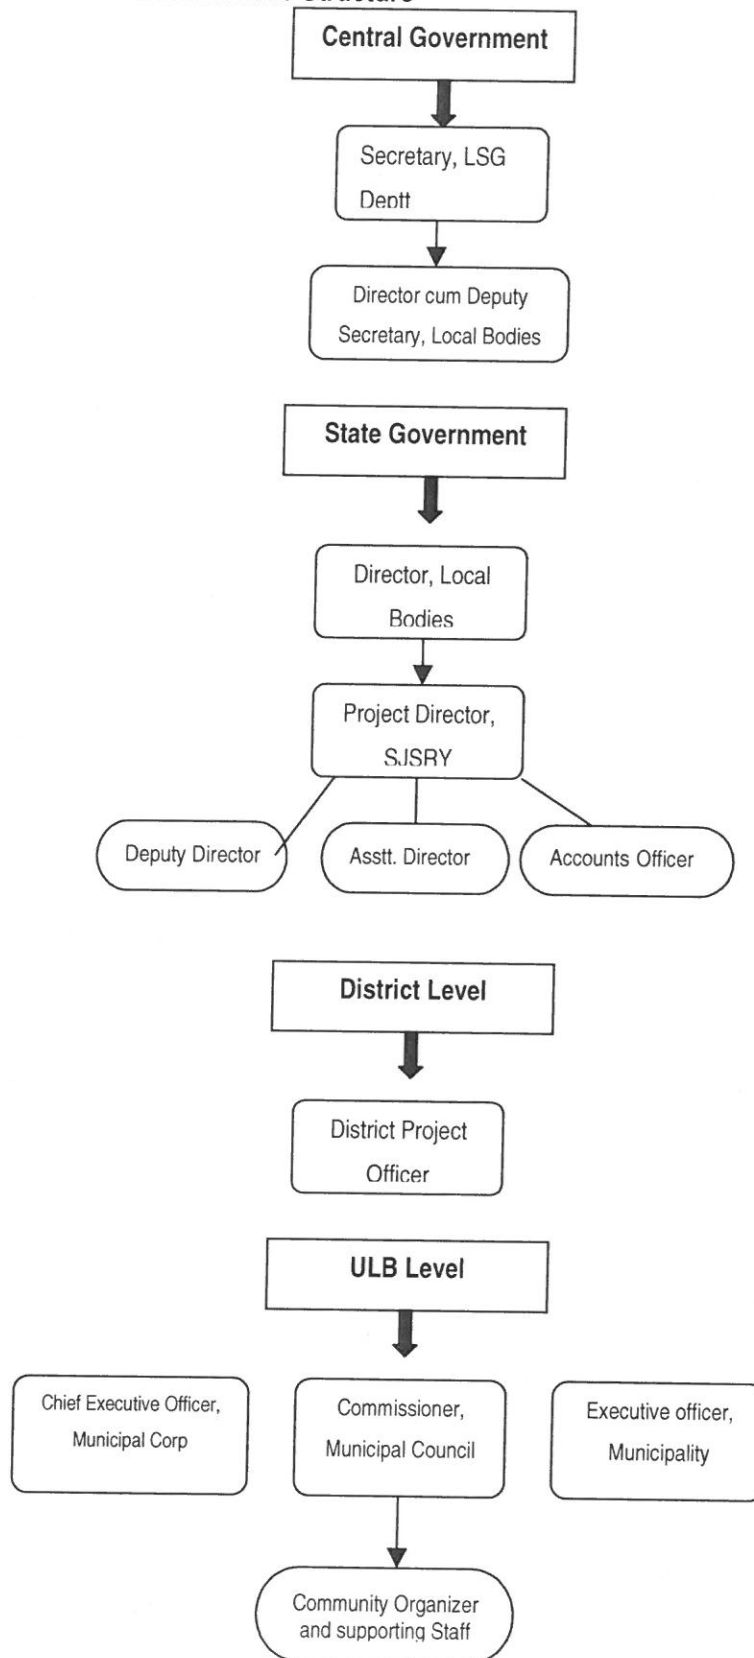 Structure
Central Government
Secretary, LSG
Deptt
Director cum Deputy
Secretary, Local Bodies
State Government
Director, Local
Bodies
Project Director,
SJSRY
Deputy Director
Asstt. Director
Accounts Officer
District Level
District Project
Officer
ULB Level
Chief Executive Officer,
Municipal Corp
Commissioner,
Municipal Council
Executive officer,
Municipality
Community Organizer
and supporting Staff